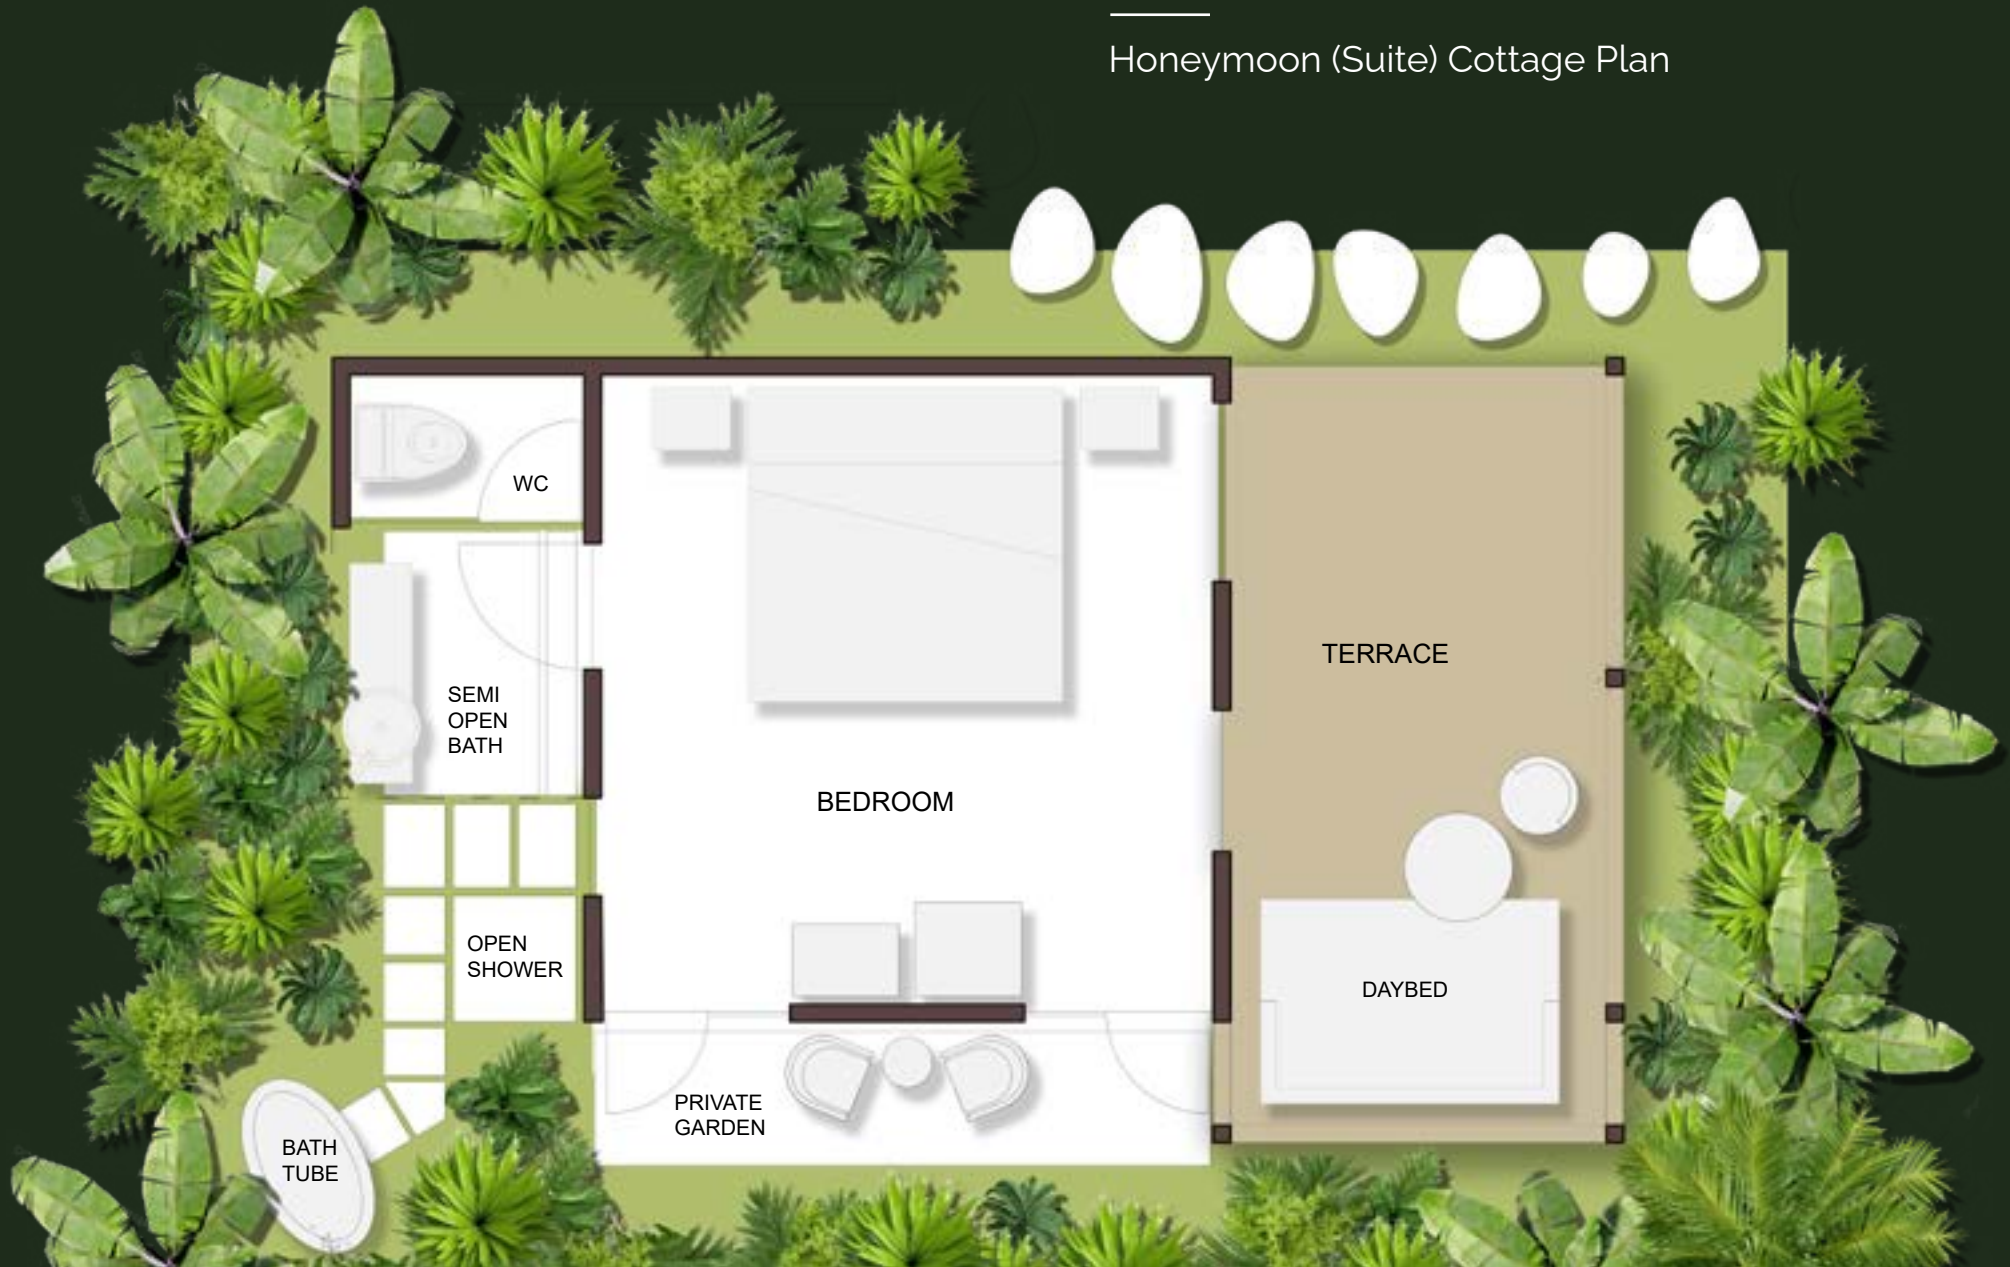 Honeymoon (Suite) Cottage Plan
WC
SEMI
OPEN
BATH
TERRACE
BEDROOM
OPEN
SHOWER
DAYBED
PRIVATE
GARDEN
BATH
TUBE